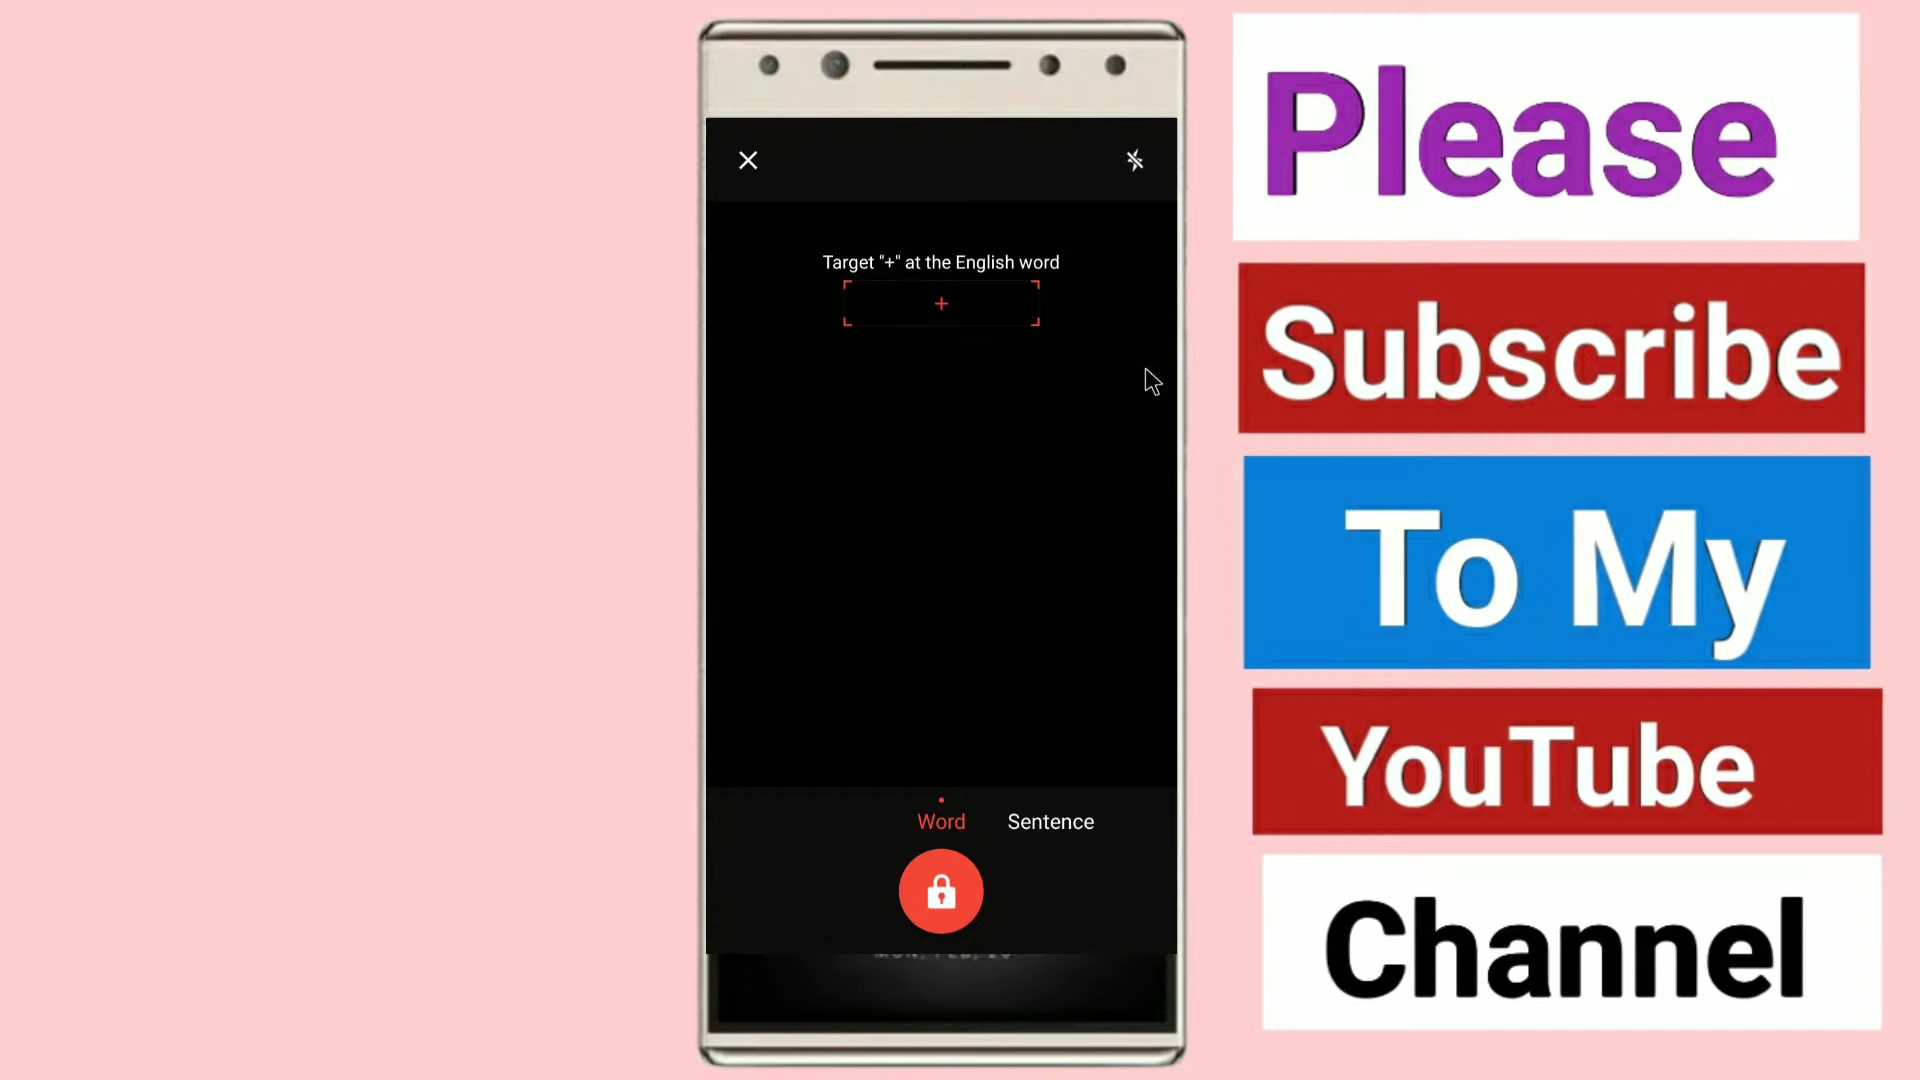 Target "+" at the English word
+
Word Sentence
Please
Subscribe
To My
YouTube
Channel